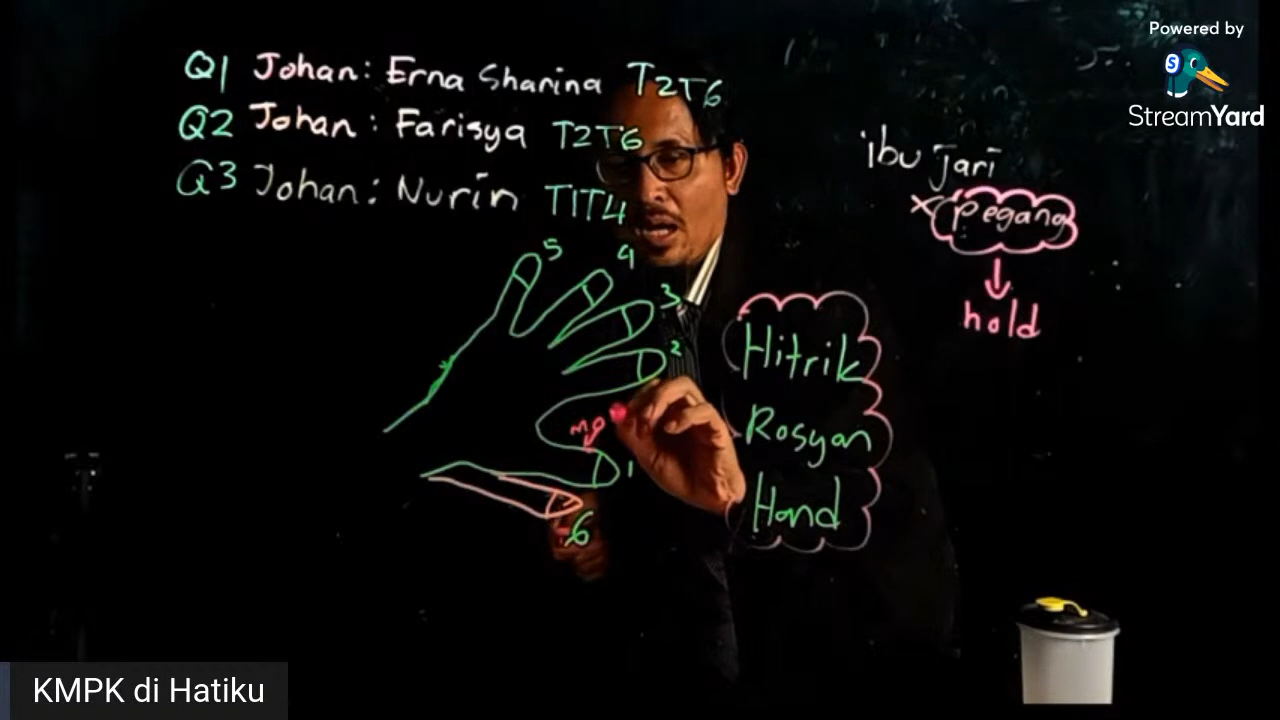 Powered by
StreamYard
Q1 Johan: Erna Sharina T2T6
Q2 Johan: Farisya T2T6
Q3 Johan: Nurin T1T4
ibu jari
x pegang
hold
5
4
3
2
1
6
Hitrik
Rosyan
Hand
KMPK di Hatiku